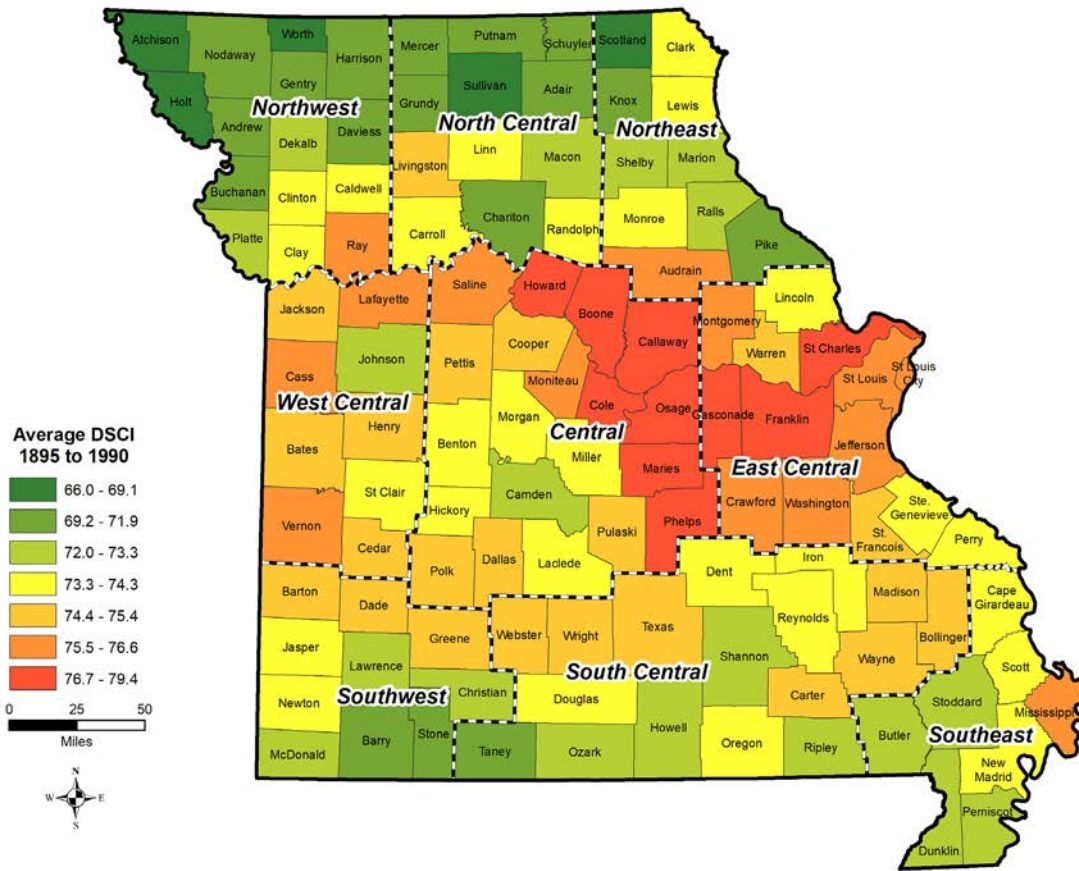 Atchison
Worth
Nodaway
Harrison
Mercer
Putnam
Schuyler
Scotland
Clark
Holt
Gentry
Sullivan
Adair
Knox
Lewis
Northwest
North Central
Northeast
Grundy
Andrew
Dekalb
Daviess
Livingston
Linn
Macon
Shelby
Marion
Buchanan
Clinton
Caldwell
Chariton
Randolph
Monroe
Ralls
Pike
Platte
Clay
Ray
Carroll
Audrain
Jackson
Lafayette
Saline
Howard
Boone
Callaway
Montgomery
Lincoln
Johnson
Pettis
Cooper
Warren
St Charles
Cass
Moniteau
Cole
Osage
Gasconade
Franklin
St Louis
St Louis
City
West Central
Central
East Central
Bates
Henry
Benton
Morgan
Miller
Maries
Jefferson
St Clair
Hickory
Camden
Pulaski
Phelps
Crawford
Washington
Ste.
Genevieve
St.
Francois
Perry
Vernon
Cedar
Polk
Dallas
Laclede
Dent
Iron
Barton
Dade
Greene
Webster
Wright
Texas
Reynolds
Madison
Bollinger
Cape
Girardeau
Jasper
Lawrence
Christian
Shannon
Wayne
Scott
Southwest
South Central
Southeast
Newton
Douglas
Carter
Stoddard
Mississippi
McDonald
Barry
Stone
Taney
Ozark
Howell
Oregon
Ripley
Butler
New
Madrid
Pemiscot
Dunklin
Average DSCI
1895 to 1990
66.0 - 69.1
69.2 - 71.9
72.0 - 73.3
73.3 - 74.3
74.4 - 75.4
75.5 - 76.6
76.7 - 79.4
0 25 50
Miles
N
W E
S